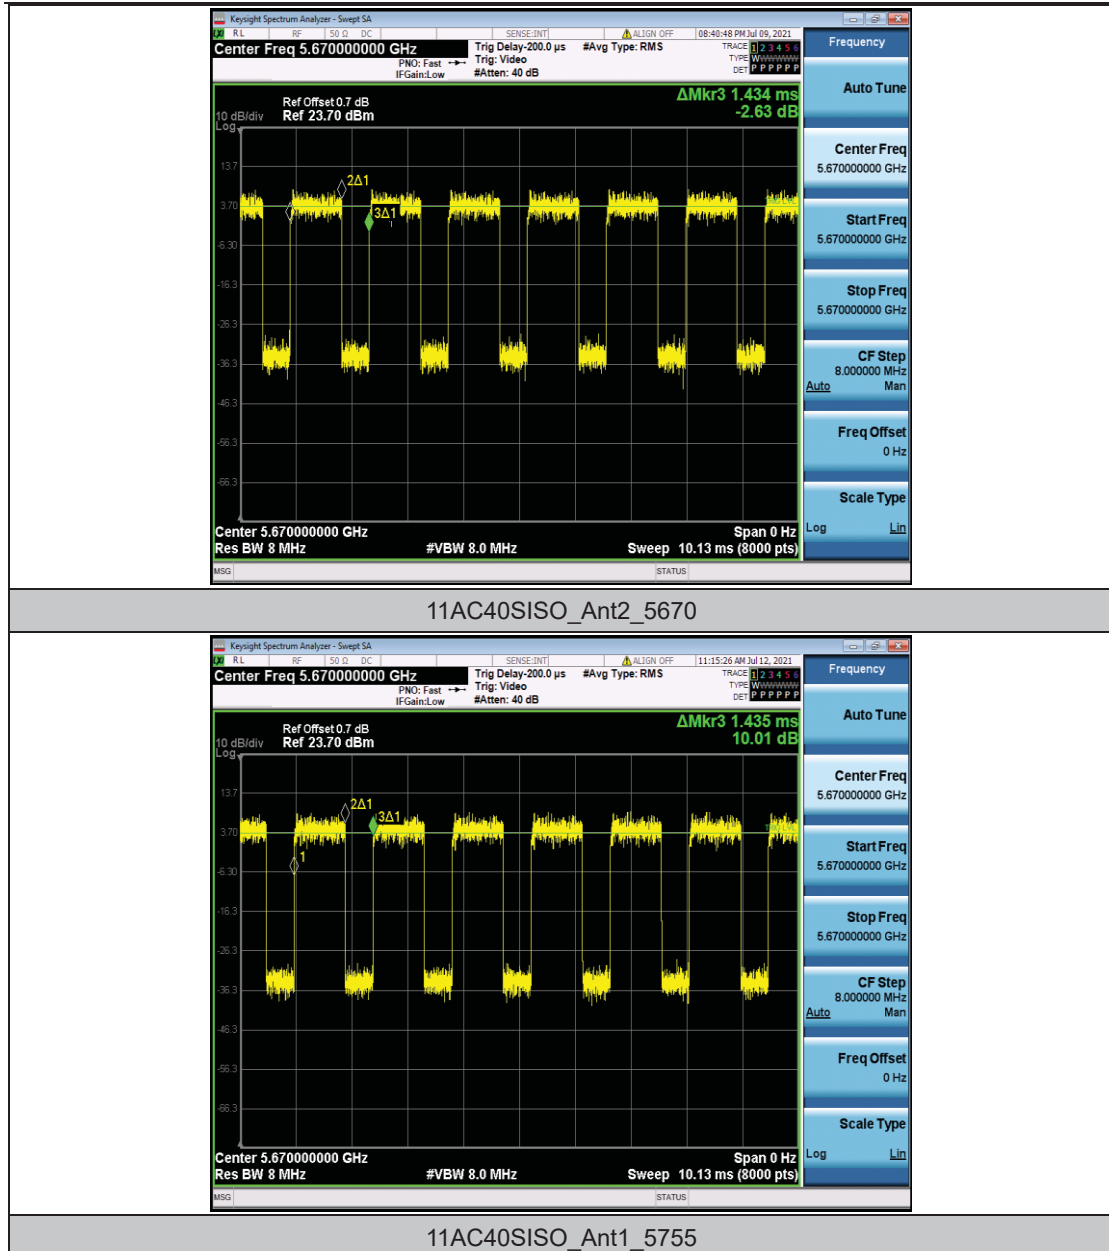 Keysight Spectrum Analyzer - Swept SA
RL RF 50 Ω DC SENSE:INT ALIGN OFF 08:40:48 PM Jul 09, 2021
Center Freq 5.670000000 GHz
PNO: Fast
IFGain:Low
Trig Delay-200.0 µs
Trig: Video
#Atten: 40 dB
#Avg Type: RMS
TRACE 1 2 3 4 5 6
TYPE WWWWWW
DET P P P P P P
ΔMkr3 1.434 ms
-2.63 dB
Ref Offset 0.7 dB
10 dB/div Ref 23.70 dBm
Log
13.7
3.70
-6.30
-16.3
-26.3
-36.3
-46.3
-56.3
-66.3
2Δ1
3Δ1
Center 5.670000000 GHz Span 0 Hz
Res BW 8 MHz #VBW 8.0 MHz Sweep 10.13 ms (8000 pts)
MSG STATUS
Frequency
Auto Tune
Center Freq
5.670000000 GHz
Start Freq
5.670000000 GHz
Stop Freq
5.670000000 GHz
CF Step
8.000000 MHz
Auto Man
Freq Offset
0 Hz
Scale Type
Log Lin
11AC40SISO_Ant2_5670
Keysight Spectrum Analyzer - Swept SA
RL RF 50 Ω DC SENSE:INT ALIGN OFF 11:15:26 AM Jul 12, 2021
Center Freq 5.670000000 GHz
PNO: Fast
IFGain:Low
Trig Delay-200.0 µs
Trig: Video
#Atten: 40 dB
#Avg Type: RMS
TRACE 1 2 3 4 5 6
TYPE WWWWWW
DET P P P P P P
ΔMkr3 1.435 ms
10.01 dB
Ref Offset 0.7 dB
10 dB/div Ref 23.70 dBm
Log
13.7
3.70
-6.30
-16.3
-26.3
-36.3
-46.3
-56.3
-66.3
2Δ1
3Δ1
1
Center 5.670000000 GHz Span 0 Hz
Res BW 8 MHz #VBW 8.0 MHz Sweep 10.13 ms (8000 pts)
MSG STATUS
Frequency
Auto Tune
Center Freq
5.670000000 GHz
Start Freq
5.670000000 GHz
Stop Freq
5.670000000 GHz
CF Step
8.000000 MHz
Auto Man
Freq Offset
0 Hz
Scale Type
Log Lin
11AC40SISO_Ant1_5755